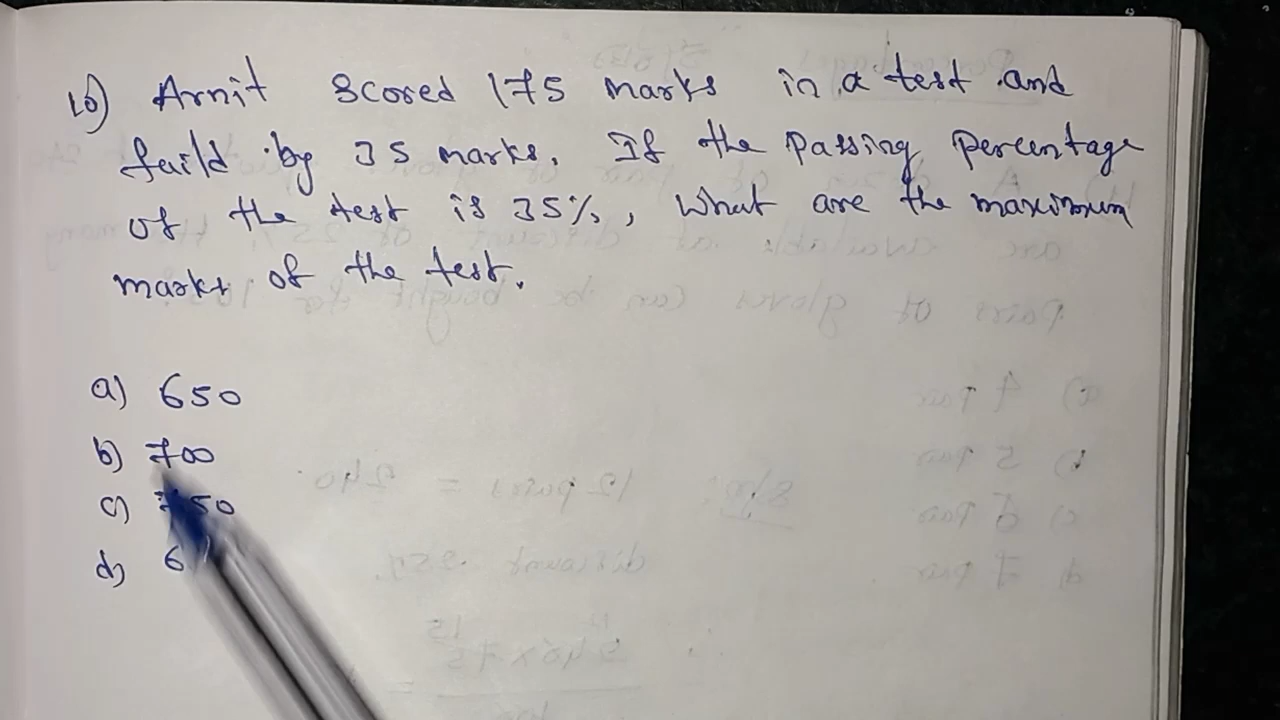 10) Arnit scored 175 marks in a test and
faild by 35 marks. If the passing percentage
of the test is 35%, what are the maximum
marks of the test.
a) 650
b) 700
c) 750
d) 6